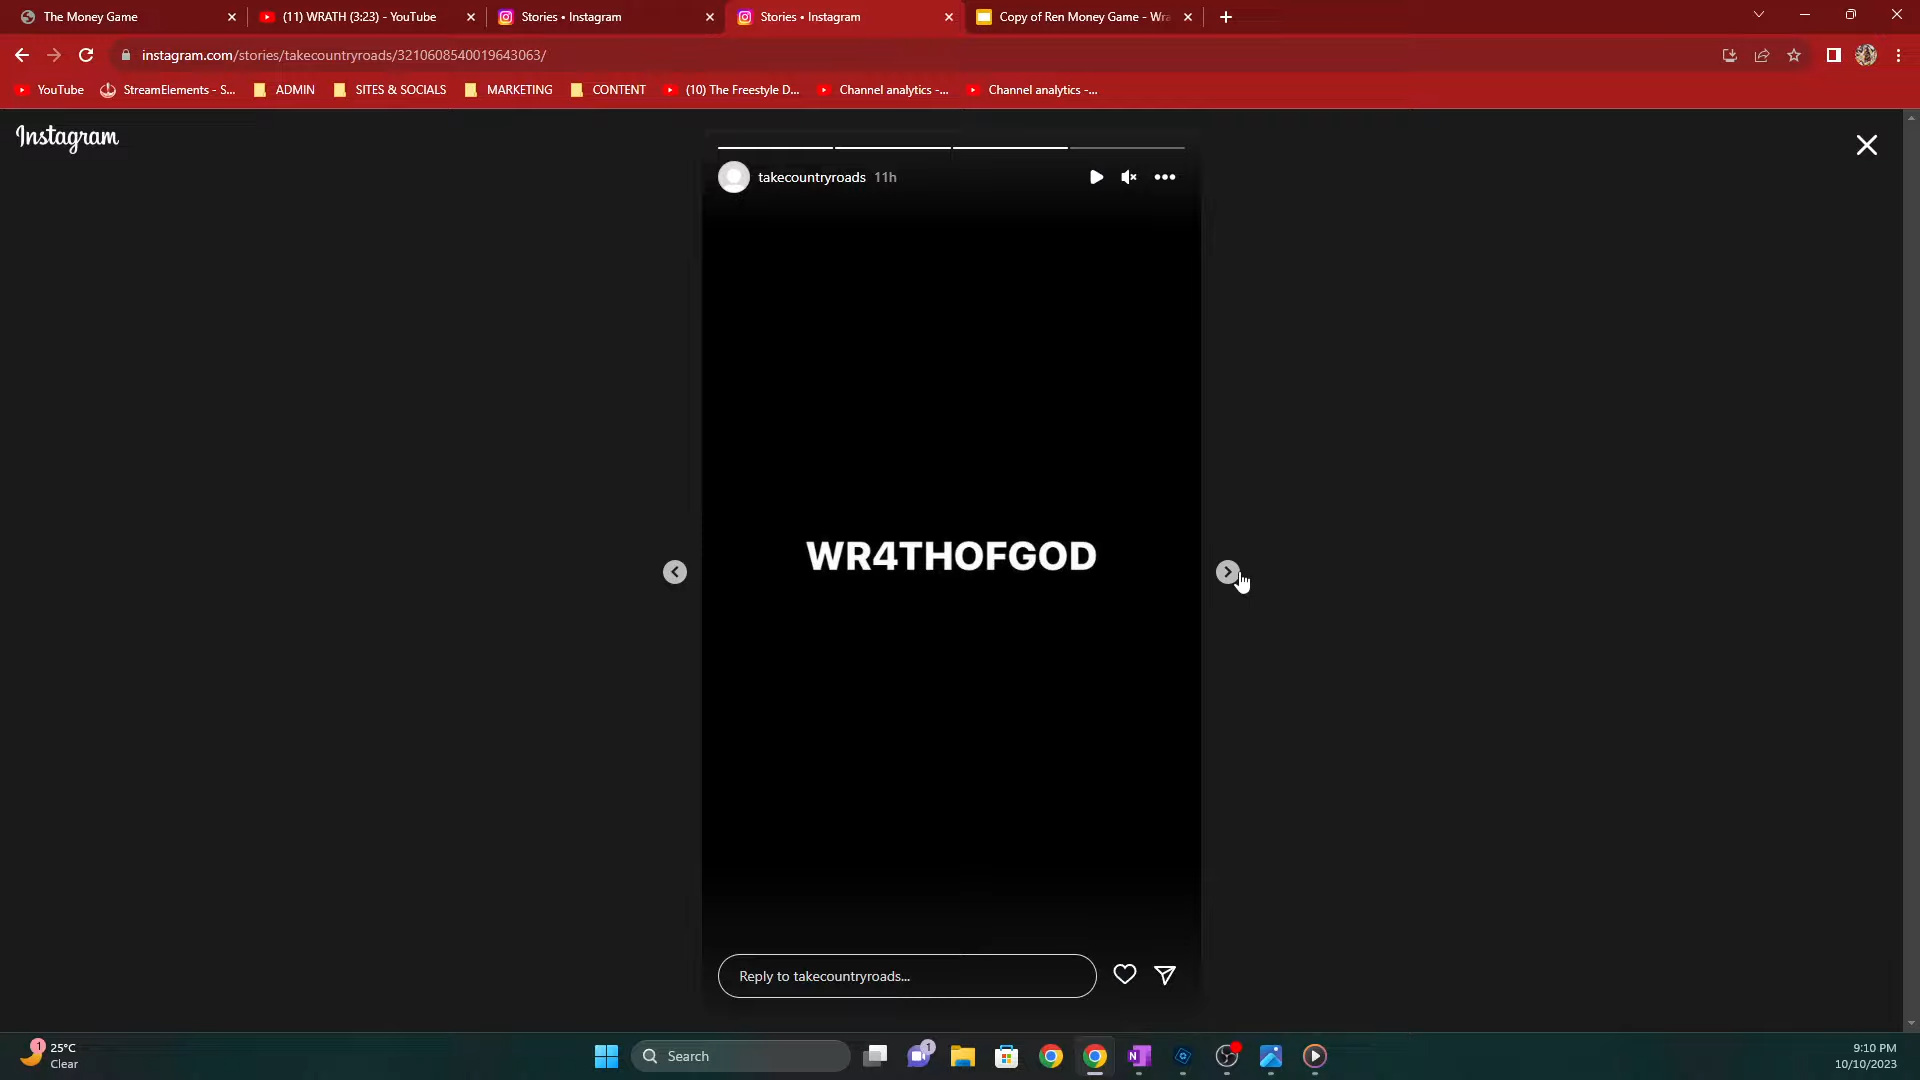 The Money Game
(11) WRATH (3:23) - YouTube
Stories • Instagram
Stories • Instagram
Copy of Ren Money Game - Wra
instagram.com/stories/takecountryroads/3210608540019643063/
YouTube
StreamElements - S...
ADMIN
SITES & SOCIALS
MARKETING
CONTENT
(10) The Freestyle D...
Channel analytics -...
Channel analytics -...
Instagram
takecountryroads 11h
WR4THOFGOD
Reply to takecountryroads...
1
25°C
Clear
Search
1
9:10 PM
10/10/2023